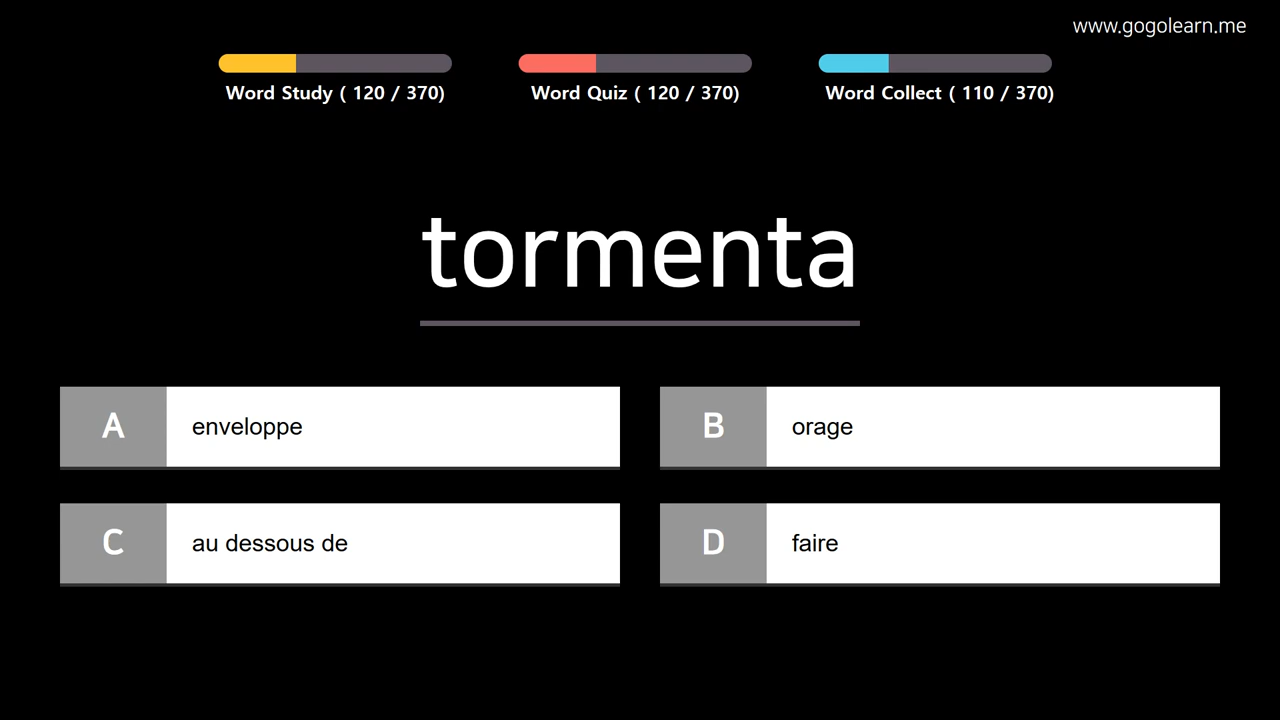 www.gogolearn.me
Word Study ( 120 / 370)
Word Quiz ( 120 / 370)
Word Collect ( 110 / 370)
tormenta
A enveloppe
B orage
C au dessous de
D faire